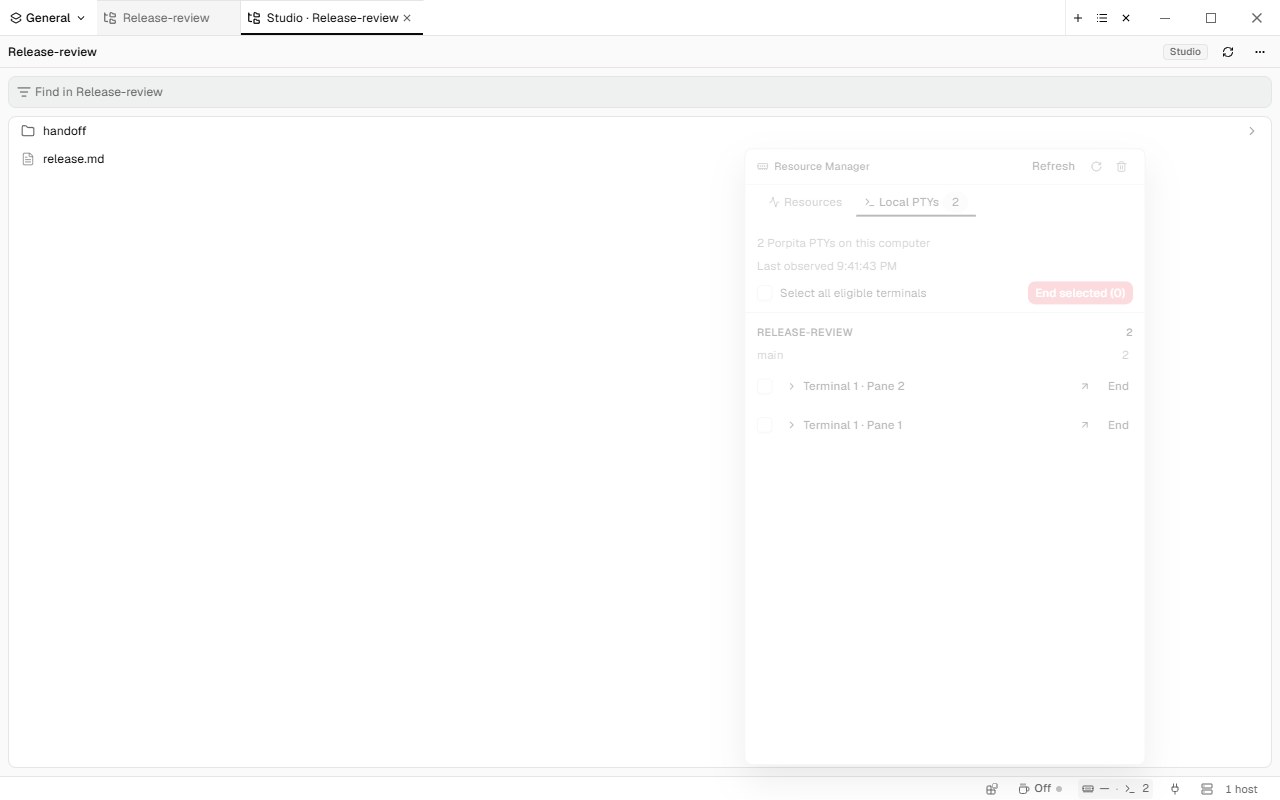 General
Release-review
Studio · Release-review
Release-review
Studio
Find in Release-review
handoff
release.md
Resource Manager
Refresh
Resources
Local PTYs 2
2 Porpita PTYs on this computer
Last observed 9:41:43 PM
Select all eligible terminals
End selected (0)
RELEASE-REVIEW 2
main 2
Terminal 1 · Pane 2 End
Terminal 1 · Pane 1 End
Off — · 2 1 host